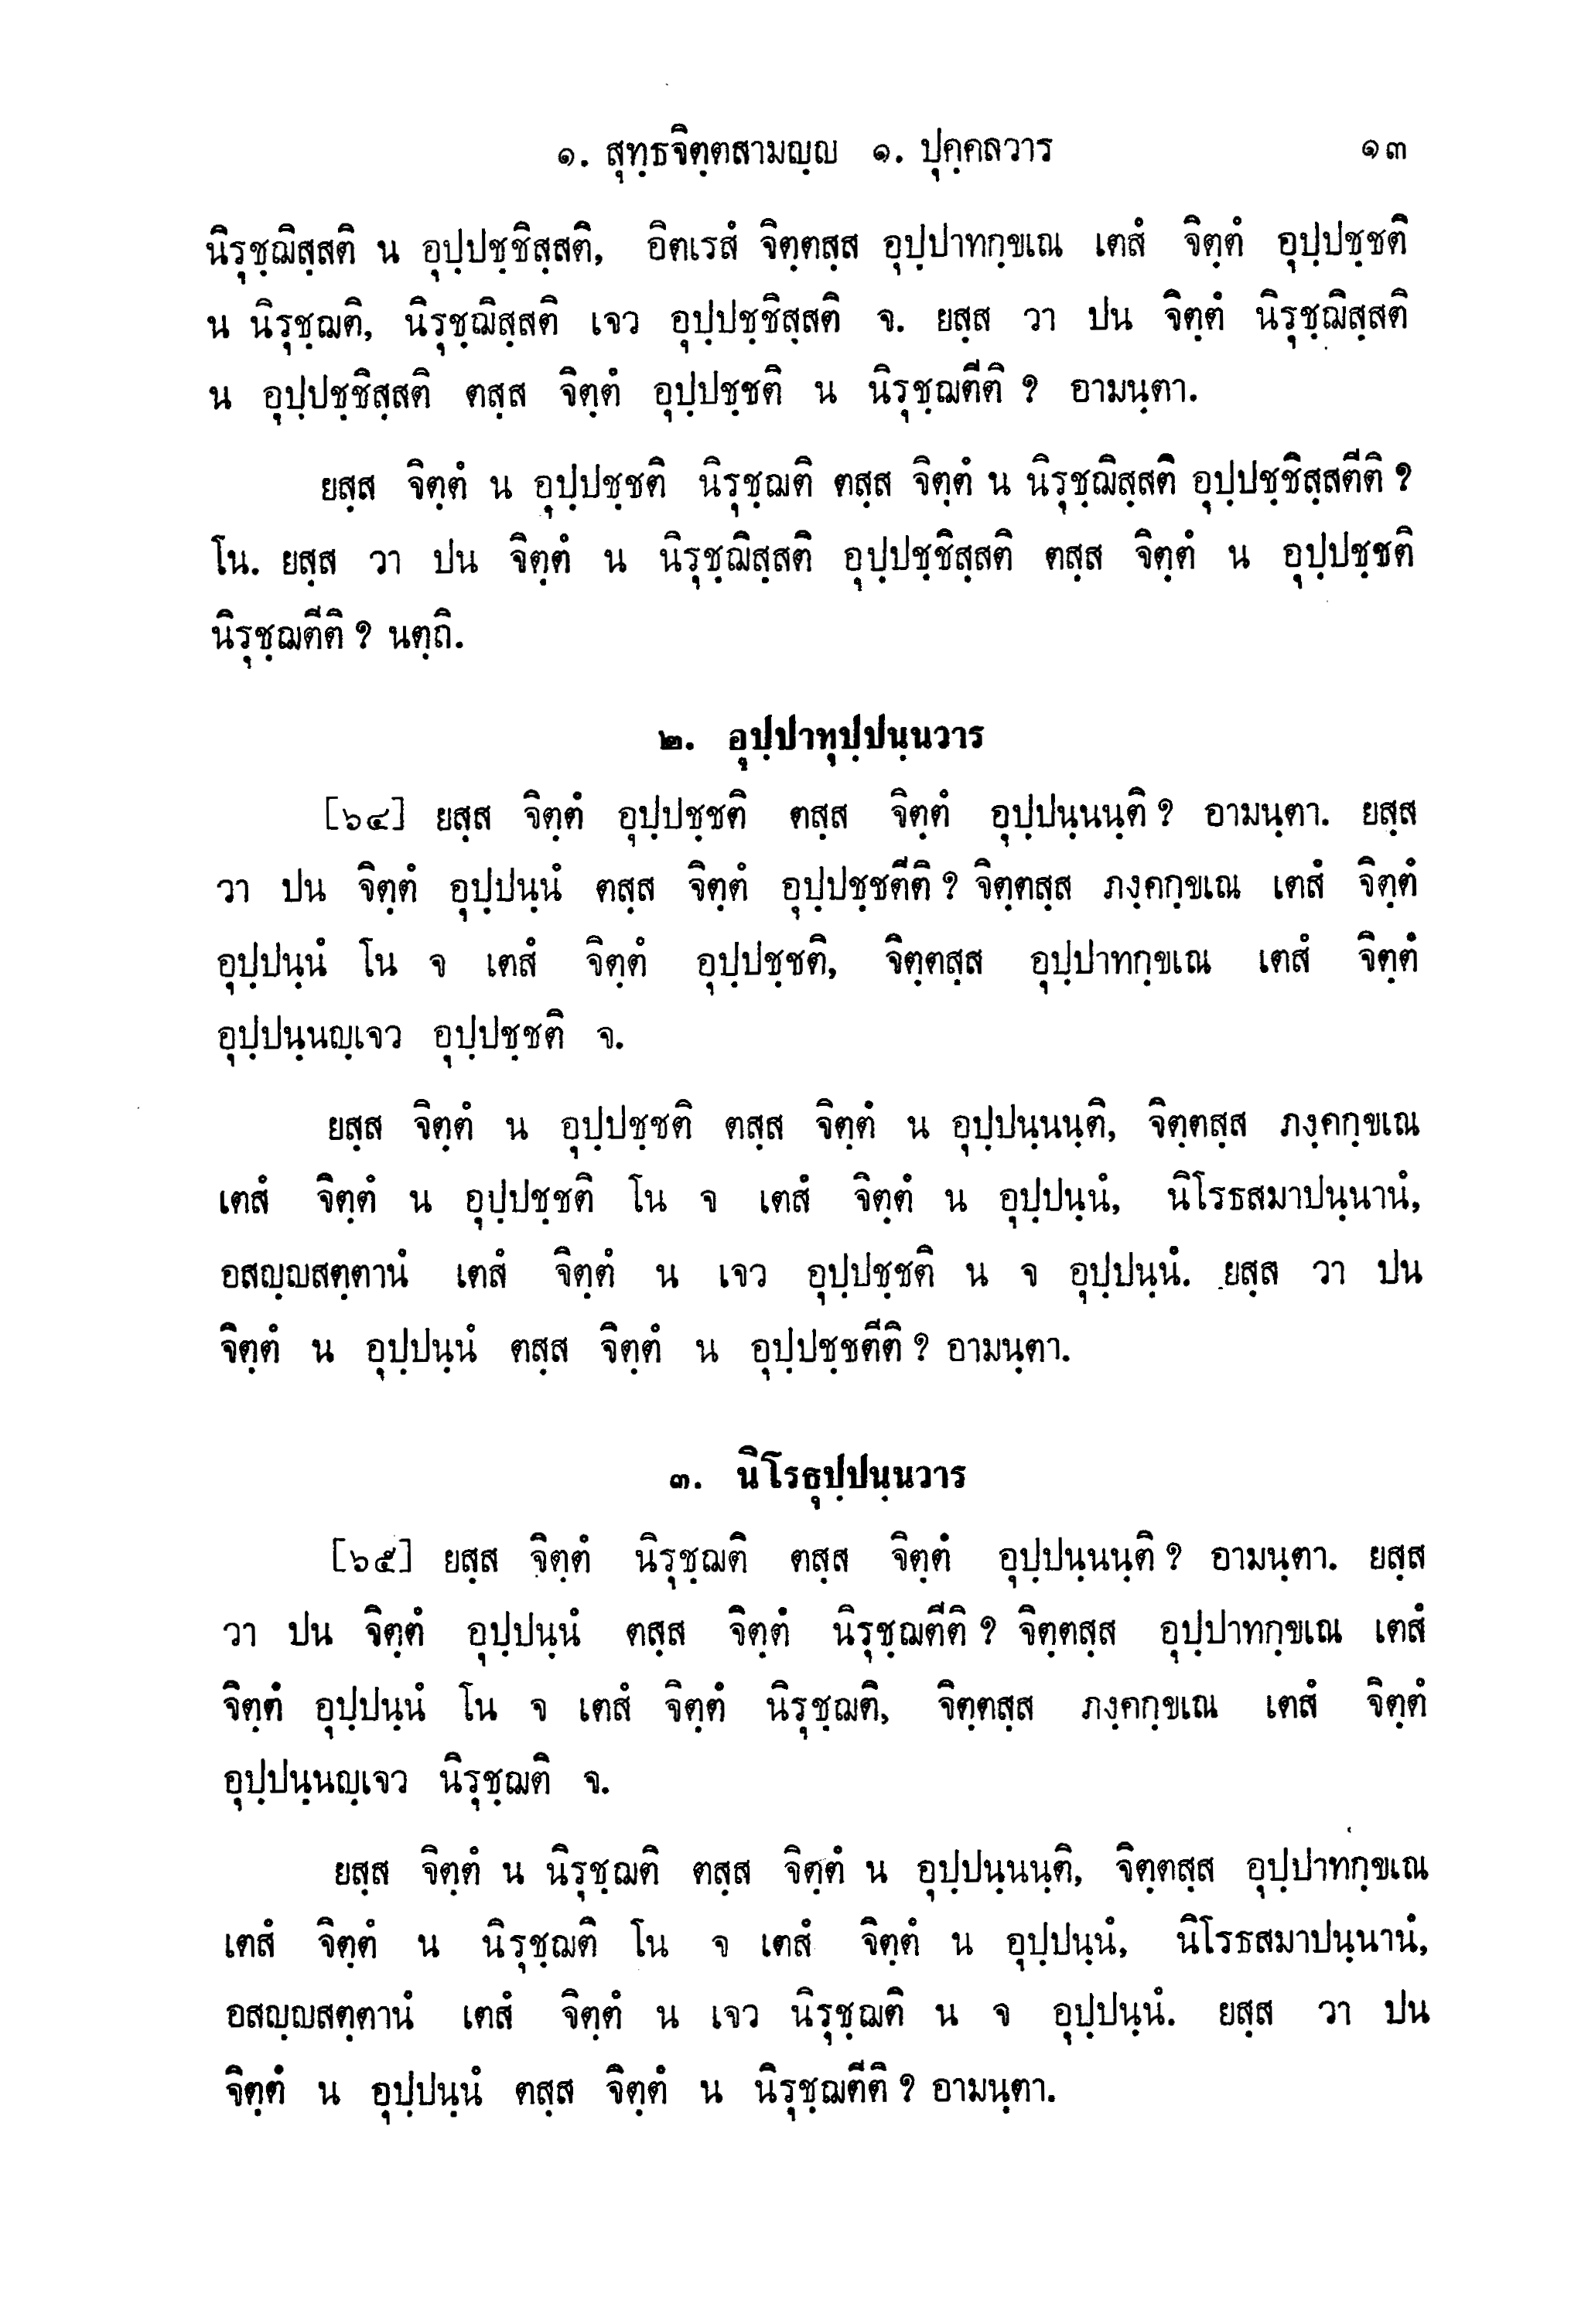 ๑. สุทฺธจิตฺตสามญฺญ ๑. ปุคฺคลวาร ๑๓
นิรุชฺฌิสฺสติ น อุปฺปชฺชิสฺสติ, อิตเรสํ จิตฺตสฺส อุปฺปาทกฺขเณ เตสํ จิตฺตํ อุปฺปชฺชติ
น นิรุชฺฌติ, นิรุชฺฌิสฺสติ เจว อุปฺปชฺชิสฺสติ จ. ยสฺส วา ปน จิตฺตํ นิรุชฺฌิสฺสติ
น อุปฺปชฺชิสฺสติ ตสฺส จิตฺตํ อุปฺปชฺชติ น นิรุชฺฌตีติ ? อามนฺตา.
ยสฺส จิตฺตํ น อุปฺปชฺชติ นิรุชฺฌติ ตสฺส จิตฺตํ น นิรุชฺฌิสฺสติ อุปฺปชฺชิสฺสตีติ ?
โน. ยสฺส วา ปน จิตฺตํ น นิรุชฺฌิสฺสติ อุปฺปชฺชิสฺสติ ตสฺส จิตฺตํ น อุปฺปชฺชติ
นิรุชฺฌตีติ ? นตฺถิ.
๒. อุปฺปาทุปฺปนฺนวาร
[๖๔] ยสฺส จิตฺตํ อุปฺปชฺชติ ตสฺส จิตฺตํ อุปฺปนฺนนฺติ ? อามนฺตา. ยสฺส
วา ปน จิตฺตํ อุปฺปนฺนํ ตสฺส จิตฺตํ อุปฺปชฺชตีติ ? จิตฺตสฺส ภงฺคกฺขเณ เตสํ จิตฺตํ
อุปฺปนฺนํ โน จ เตสํ จิตฺตํ อุปฺปชฺชติ, จิตฺตสฺส อุปฺปาทกฺขเณ เตสํ จิตฺตํ
อุปฺปนฺนญฺเจว อุปฺปชฺชติ จ.
ยสฺส จิตฺตํ น อุปฺปชฺชติ ตสฺส จิตฺตํ น อุปฺปนฺนนฺติ, จิตฺตสฺส ภงฺคกฺขเณ
เตสํ จิตฺตํ น อุปฺปชฺชติ โน จ เตสํ จิตฺตํ น อุปฺปนฺนํ, นิโรธสมาปนฺนานํ,
อสญฺญสตฺตานํ เตสํ จิตฺตํ น เจว อุปฺปชฺชติ น จ อุปฺปนฺนํ. ยสฺส วา ปน
จิตฺตํ น อุปฺปนฺนํ ตสฺส จิตฺตํ น อุปฺปชฺชตีติ ? อามนฺตา.
๓. นิโรธุปฺปนฺนวาร
[๖๕] ยสฺส จิตฺตํ นิรุชฺฌติ ตสฺส จิตฺตํ อุปฺปนฺนนฺติ ? อามนฺตา. ยสฺส
วา ปน จิตฺตํ อุปฺปนฺนํ ตสฺส จิตฺตํ นิรุชฺฌตีติ ? จิตฺตสฺส อุปฺปาทกฺขเณ เตสํ
จิตฺตํ อุปฺปนฺนํ โน จ เตสํ จิตฺตํ นิรุชฺฌติ, จิตฺตสฺส ภงฺคกฺขเณ เตสํ จิตฺตํ
อุปฺปนฺนญฺเจว นิรุชฺฌติ จ.
ยสฺส จิตฺตํ น นิรุชฺฌติ ตสฺส จิตฺตํ น อุปฺปนฺนนฺติ, จิตฺตสฺส อุปฺปาทกฺขเณ
เตสํ จิตฺตํ น นิรุชฺฌติ โน จ เตสํ จิตฺตํ น อุปฺปนฺนํ, นิโรธสมาปนฺนานํ,
อสญฺญสตฺตานํ เตสํ จิตฺตํ น เจว นิรุชฺฌติ น จ อุปฺปนฺนํ. ยสฺส วา ปน
จิตฺตํ น อุปฺปนฺนํ ตสฺส จิตฺตํ น นิรุชฺฌตีติ ? อามนฺตา.